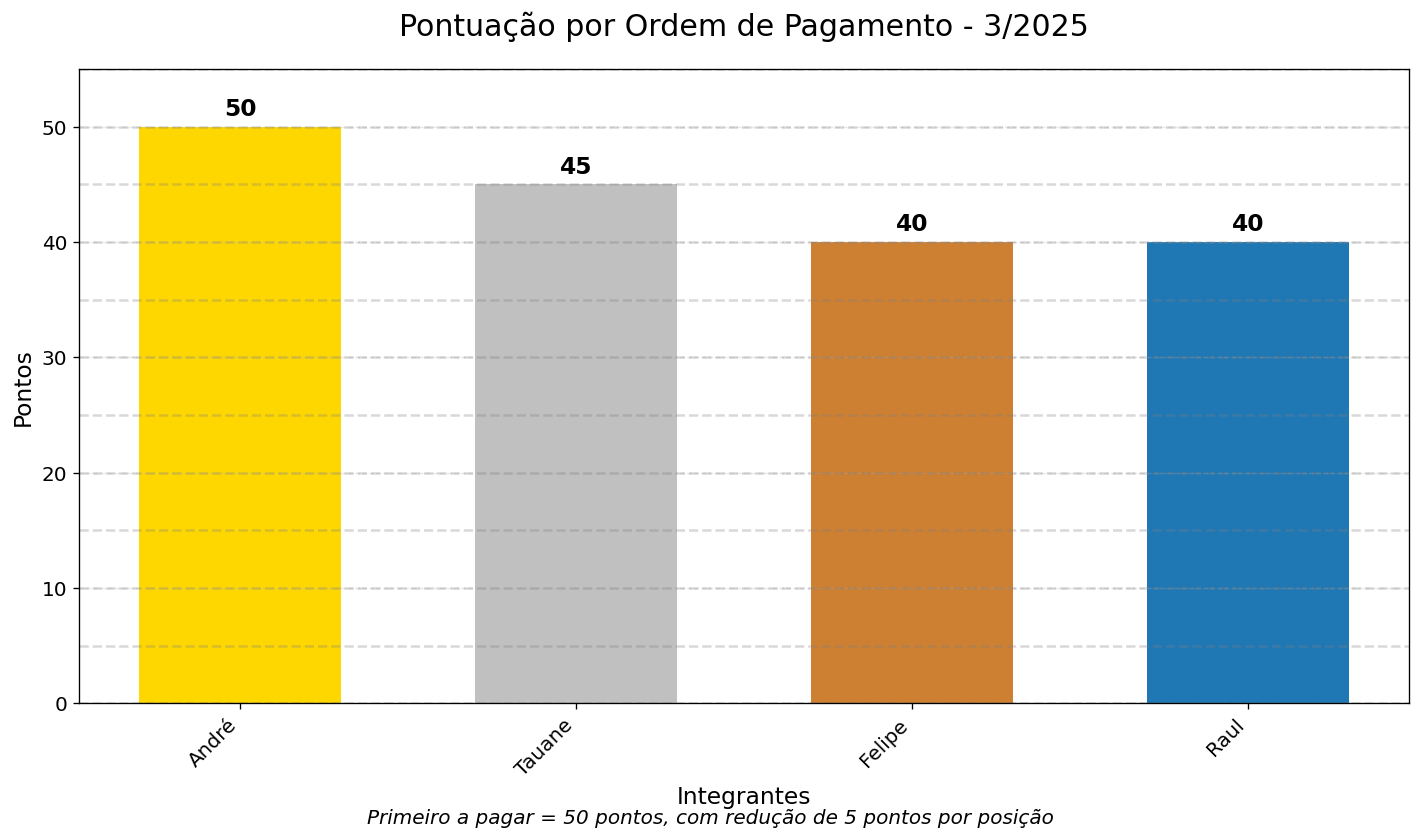 Pontuação por Ordem de Pagamento - 3/2025
50
45
40
40
50
40
30
20
10
0
Pontos
André
Tauane
Felipe
Raul
Integrantes
Primeiro a pagar = 50 pontos, com redução de 5 pontos por posição